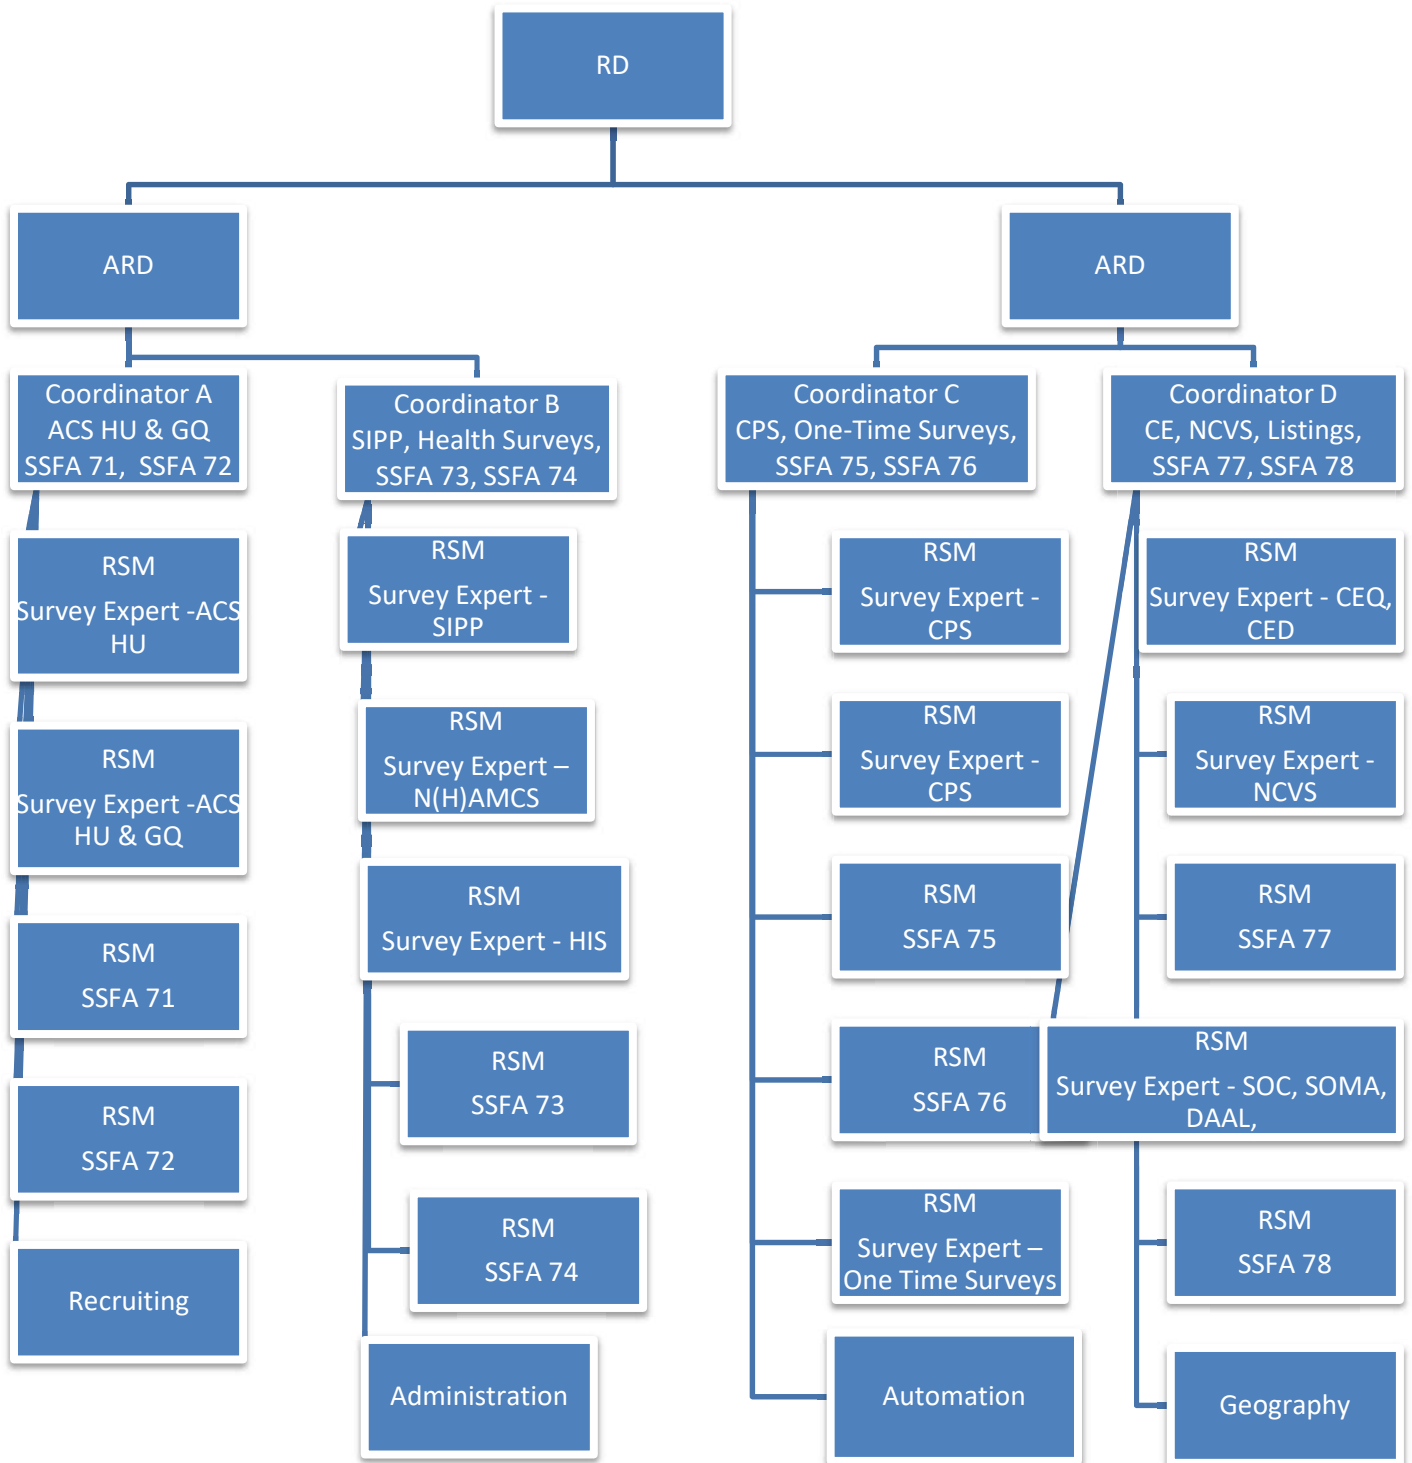 RD
ARD
ARD
Coordinator A
ACS HU & GQ
SSFA 71, SSFA 72
Coordinator B
SIPP, Health Surveys,
SSFA 73, SSFA 74
Coordinator C
CPS, One-Time Surveys,
SSFA 75, SSFA 76
Coordinator D
CE, NCVS, Listings,
SSFA 77, SSFA 78
RSM
Survey Expert -ACS
HU
RSM
Survey Expert -ACS
HU & GQ
RSM
SSFA 71
RSM
SSFA 72
Recruiting
RSM
Survey Expert -
SIPP
RSM
Survey Expert –
N(H)AMCS
RSM
Survey Expert - HIS
RSM
SSFA 73
RSM
SSFA 74
Administration
RSM
Survey Expert -
CPS
RSM
Survey Expert -
CPS
RSM
SSFA 75
RSM
SSFA 76
RSM
Survey Expert –
One Time Surveys
Automation
RSM
Survey Expert - CEQ,
CED
RSM
Survey Expert -
NCVS
RSM
SSFA 77
RSM
Survey Expert - SOC, SOMA,
DAAL,
RSM
SSFA 78
Geography